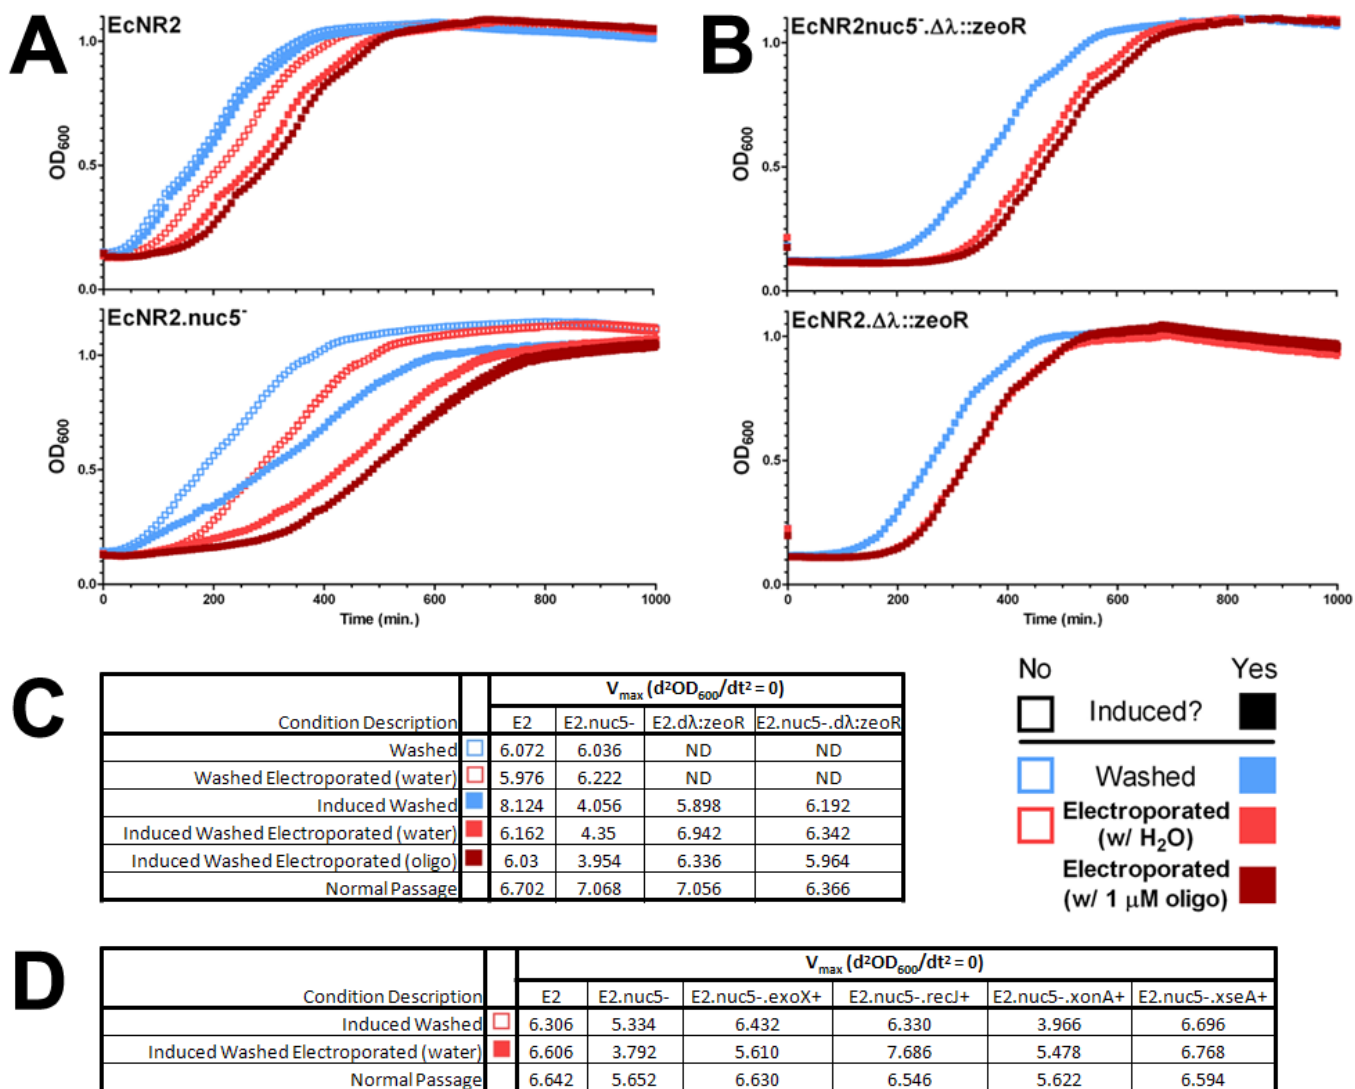 A
EcNR2
OD600
1.0
0.5
0.0
EcNR2.nuc5-
OD600
1.0
0.5
0.0
0 200 400 600 800 1000
Time (min.)
B
EcNR2nuc5-.Δλ::zeoR
OD600
1.0
0.5
0.0
EcNR2.Δλ::zeoR
OD600
1.0
0.5
0.0
0 200 400 600 800 1000
Time (min.)
C
Vmax (d²OD600/dt² = 0)
Condition Description E2 E2.nuc5- E2.dλ:zeoR E2.nuc5-.dλ:zeoR
Washed 6.072 6.036 ND ND
Washed Electroporated (water) 5.976 6.222 ND ND
Induced Washed 8.124 4.056 5.898 6.192
Induced Washed Electroporated (water) 6.162 4.35 6.942 6.342
Induced Washed Electroporated (oligo) 6.03 3.954 6.336 5.964
Normal Passage 6.702 7.068 7.056 6.366
No Yes
Induced?
Washed
Electroporated
(w/ H2O)
Electroporated
(w/ 1 μM oligo)
D
Vmax (d²OD600/dt² = 0)
Condition Description E2 E2.nuc5- E2.nuc5-.exoX+ E2.nuc5-.recJ+ E2.nuc5-.xonA+ E2.nuc5-.xseA+
Induced Washed 6.306 5.334 6.432 6.330 3.966 6.696
Induced Washed Electroporated (water) 6.606 3.792 5.610 7.686 5.478 6.768
Normal Passage 6.642 5.652 6.630 6.546 5.622 6.594